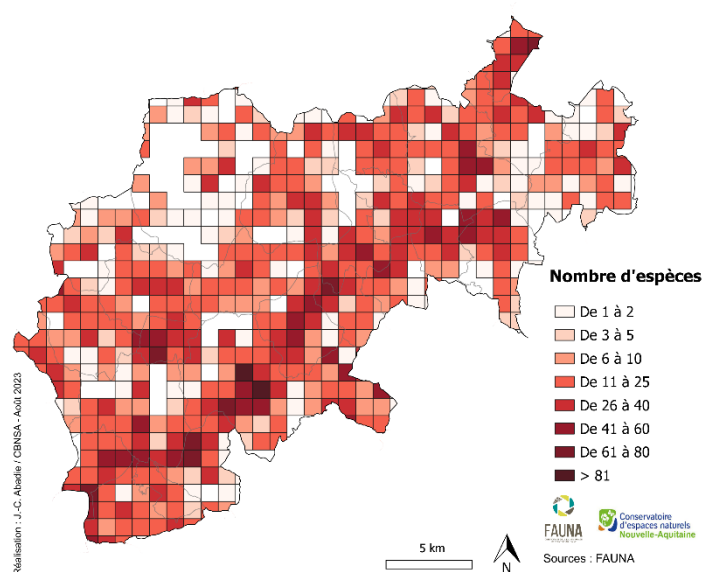 Nombre d'espèces
De 1 à 2
De 3 à 5
De 6 à 10
De 11 à 25
De 26 à 40
De 41 à 60
De 61 à 80
> 81
FAUNA
Conservatoire
d'espaces naturels
Nouvelle-Aquitaine
5 km
N
Sources : FAUNA
Réalisation : J.-C. Abadie / CBNSA - Août 2023